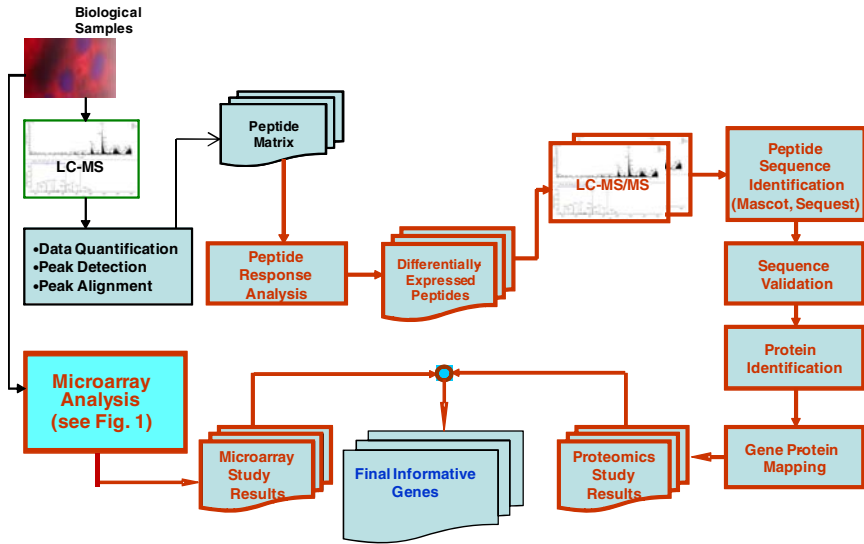 Biological
Samples
LC-MS
•Data Quantification
•Peak Detection
•Peak Alignment
Peptide
Matrix
Peptide
Response
Analysis
Differentially
Expressed
Peptides
LC-MS/MS
Peptide
Sequence
Identification
(Mascot, Sequest)
Sequence
Validation
Protein
Identification
Gene Protein
Mapping
Microarray
Analysis
(see Fig. 1)
Microarray
Study
Results
Final Informative
Genes
Proteomics
Study
Results